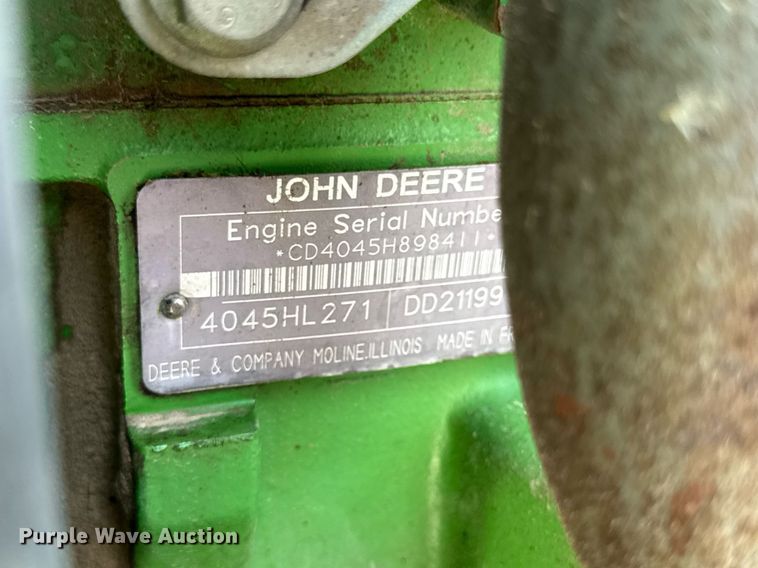 G
JOHN DEERE
Engine Serial Numbe
*CD4045H898411*
4045HL271 DD21199
DEERE & COMPANY MOLINE.ILLINOIS MADE IN FR
Purple Wave Auction